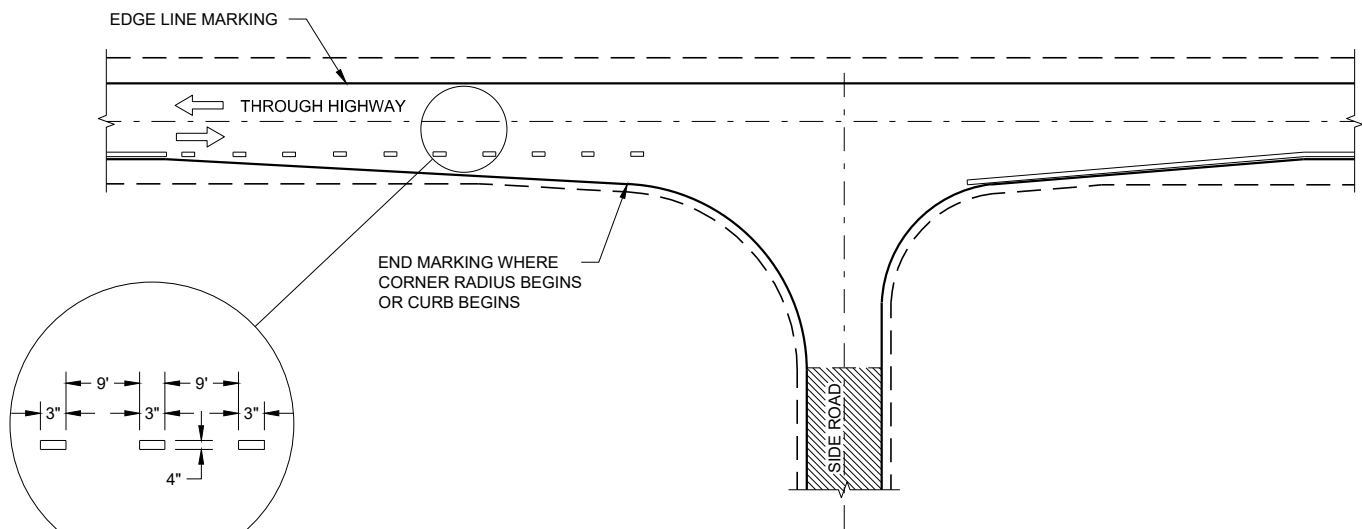 EDGE LINE MARKING
THROUGH HIGHWAY
END MARKING WHERE
CORNER RADIUS BEGINS
OR CURB BEGINS
9' 9'
3" 3" 3"
4"
SIDE ROAD